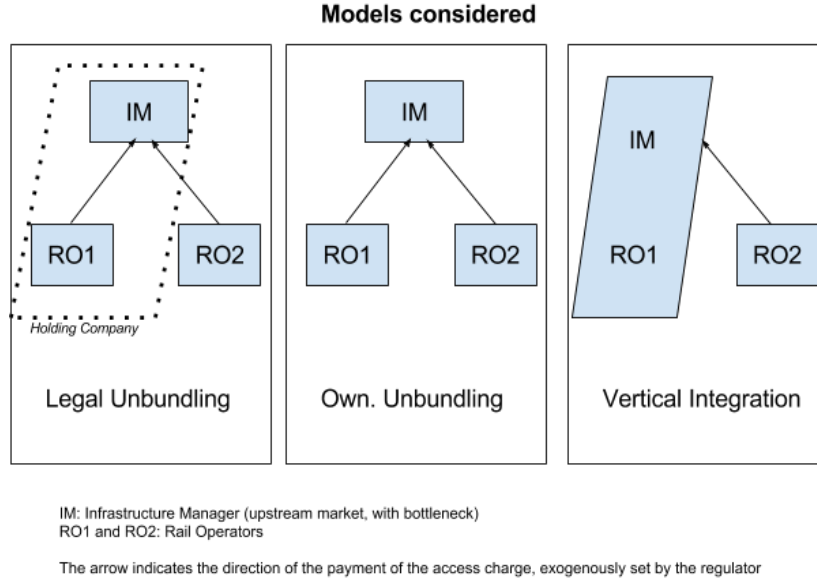 Models considered
IM
RO1
RO2
Holding Company
Legal Unbundling
IM
RO1
RO2
Own. Unbundling
IM
RO1
RO2
Vertical Integration
IM: Infrastructure Manager (upstream market, with bottleneck)
RO1 and RO2: Rail Operators
The arrow indicates the direction of the payment of the access charge, exogenously set by the regulator